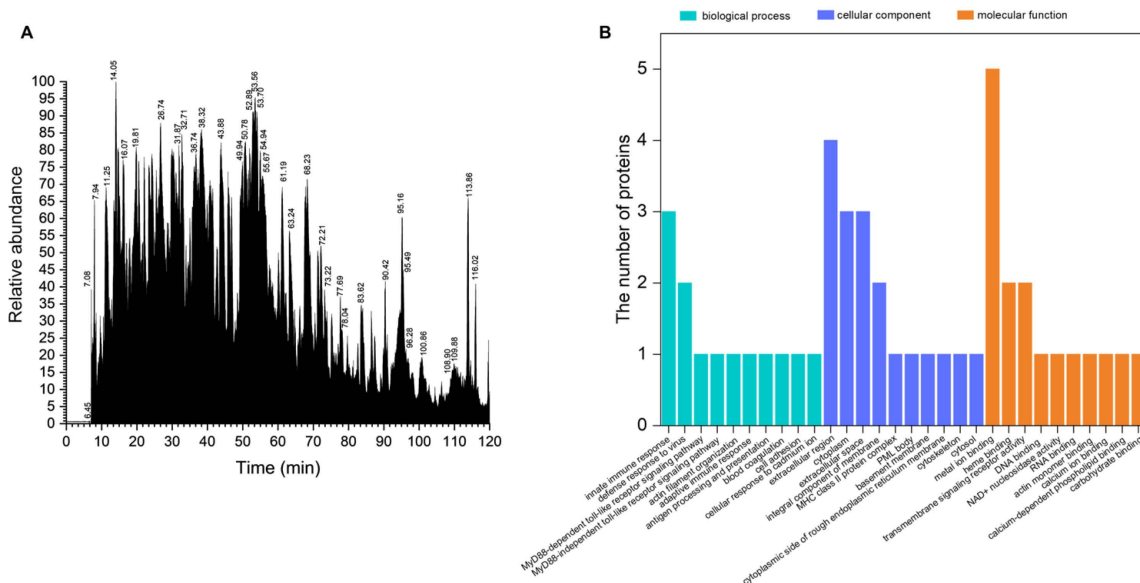 A
100
95
90
85
80
75
70
65
60
55
50
45
40
35
30
25
20
15
10
5
0
Relative abundance
6.45
7.08
7.94
11.25
14.05
16.07
19.81
26.74
31.87
32.71
36.74
38.32
43.88
49.94
50.78
52.89
53.56
53.70
54.94
55.67
61.19
63.24
68.23
72.21
73.22
77.69
78.04
83.62
90.42
95.16
95.49
96.28
100.86
108.90
109.88
113.86
116.02
0 10 20 30 40 50 60 70 80 90 100 110 120
Time (min)
biological process cellular component molecular function
B
5
4
3
2
1
0
The number of proteins
innate immune response
defense response to virus
MyD88-dependent toll-like receptor signaling pathway
MyD88-independent toll-like receptor signaling pathway
actin filament organization
adaptive immune response
antigen processing and presentation
blood coagulation
cell adhesion
cellular response to cadmium ion
extracellular region
cytoplasm
extracellular space
integral component of membrane
MHC class II protein complex
PML body
basement membrane
cytoplasmic side of rough endoplasmic reticulum membrane
cytoskeleton
cytosol
metal ion binding
heme binding
transmembrane signaling receptor activity
DNA binding
NAD+ nucleosidase activity
RNA binding
actin monomer binding
calcium ion binding
calcium-dependent phospholipid binding
carbohydrate binding